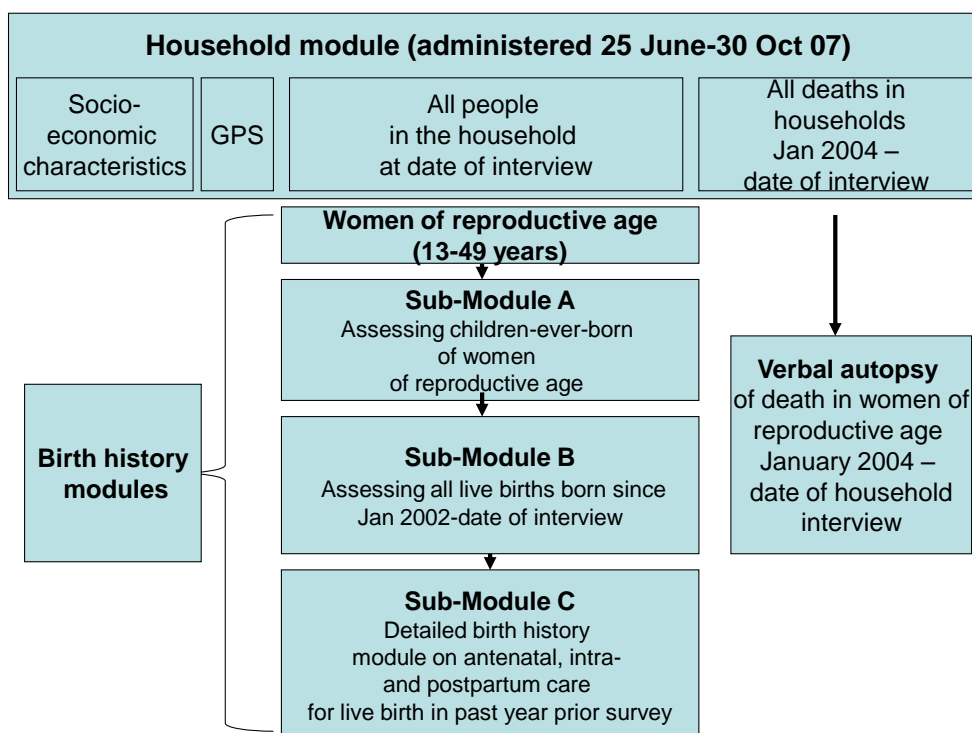 Household module (administered 25 June-30 Oct 07)
Socio-
economic
characteristics
GPS
All people
in the household
at date of interview
All deaths in
households
Jan 2004 –
date of interview
Women of reproductive age
(13-49 years)
Sub-Module A
Assessing children-ever-born
of women
of reproductive age
Verbal autopsy
of death in women of
reproductive age
January 2004 –
date of household
interview
Birth history
modules
Sub-Module B
Assessing all live births born since
Jan 2002-date of interview
Sub-Module C
Detailed birth history
module on antenatal, intra-
and postpartum care
for live birth in past year prior survey